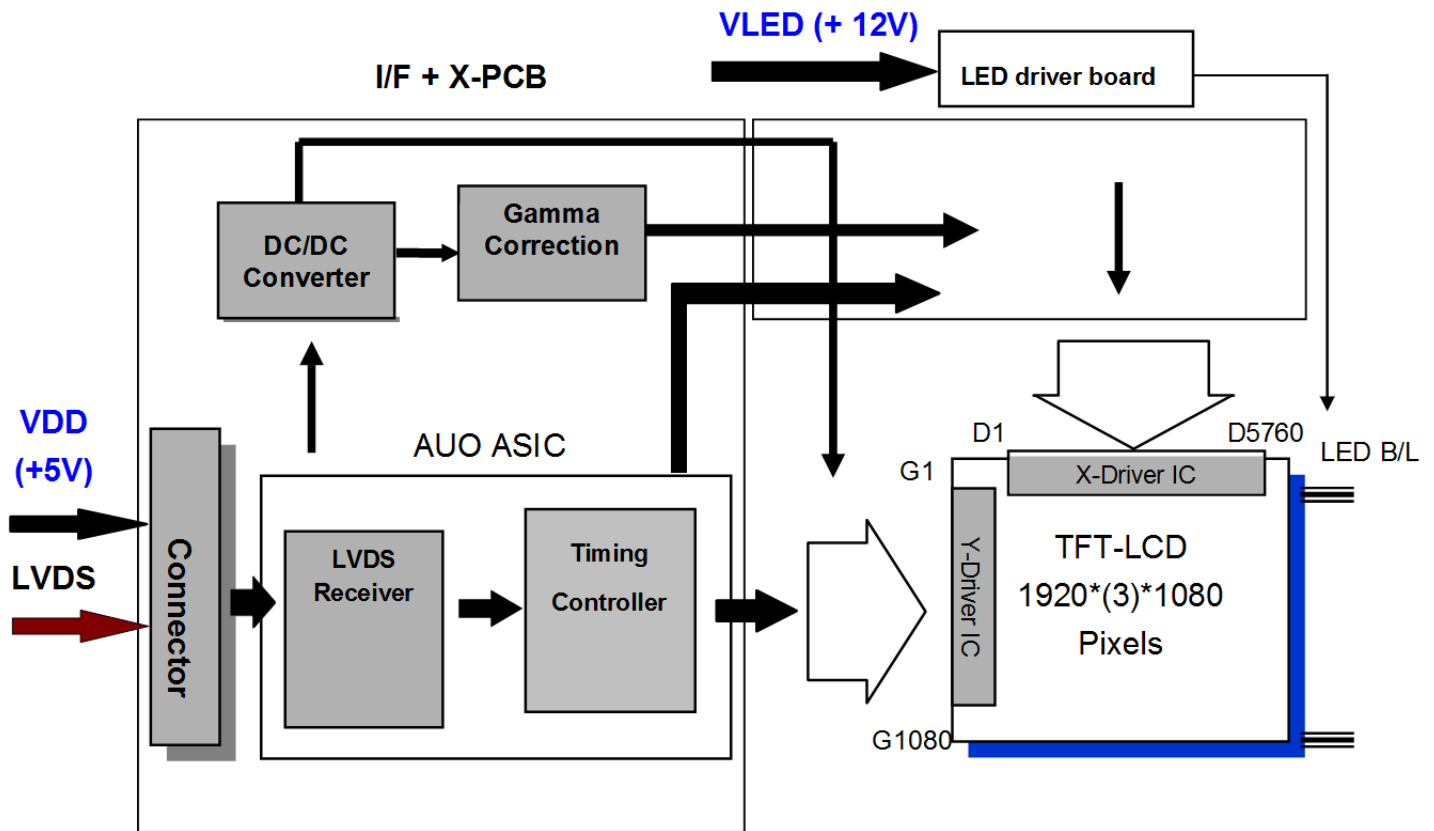 VLED (+ 12V)
LED driver board
I/F + X-PCB
Gamma
Correction
DC/DC
Converter
VDD
(+5V)
LVDS
Connector
AUO ASIC
LVDS
Receiver
Timing
Controller
D1
D5760
LED B/L
G1
X-Driver IC
Y-Driver IC
TFT-LCD
1920*(3)*1080
Pixels
G1080